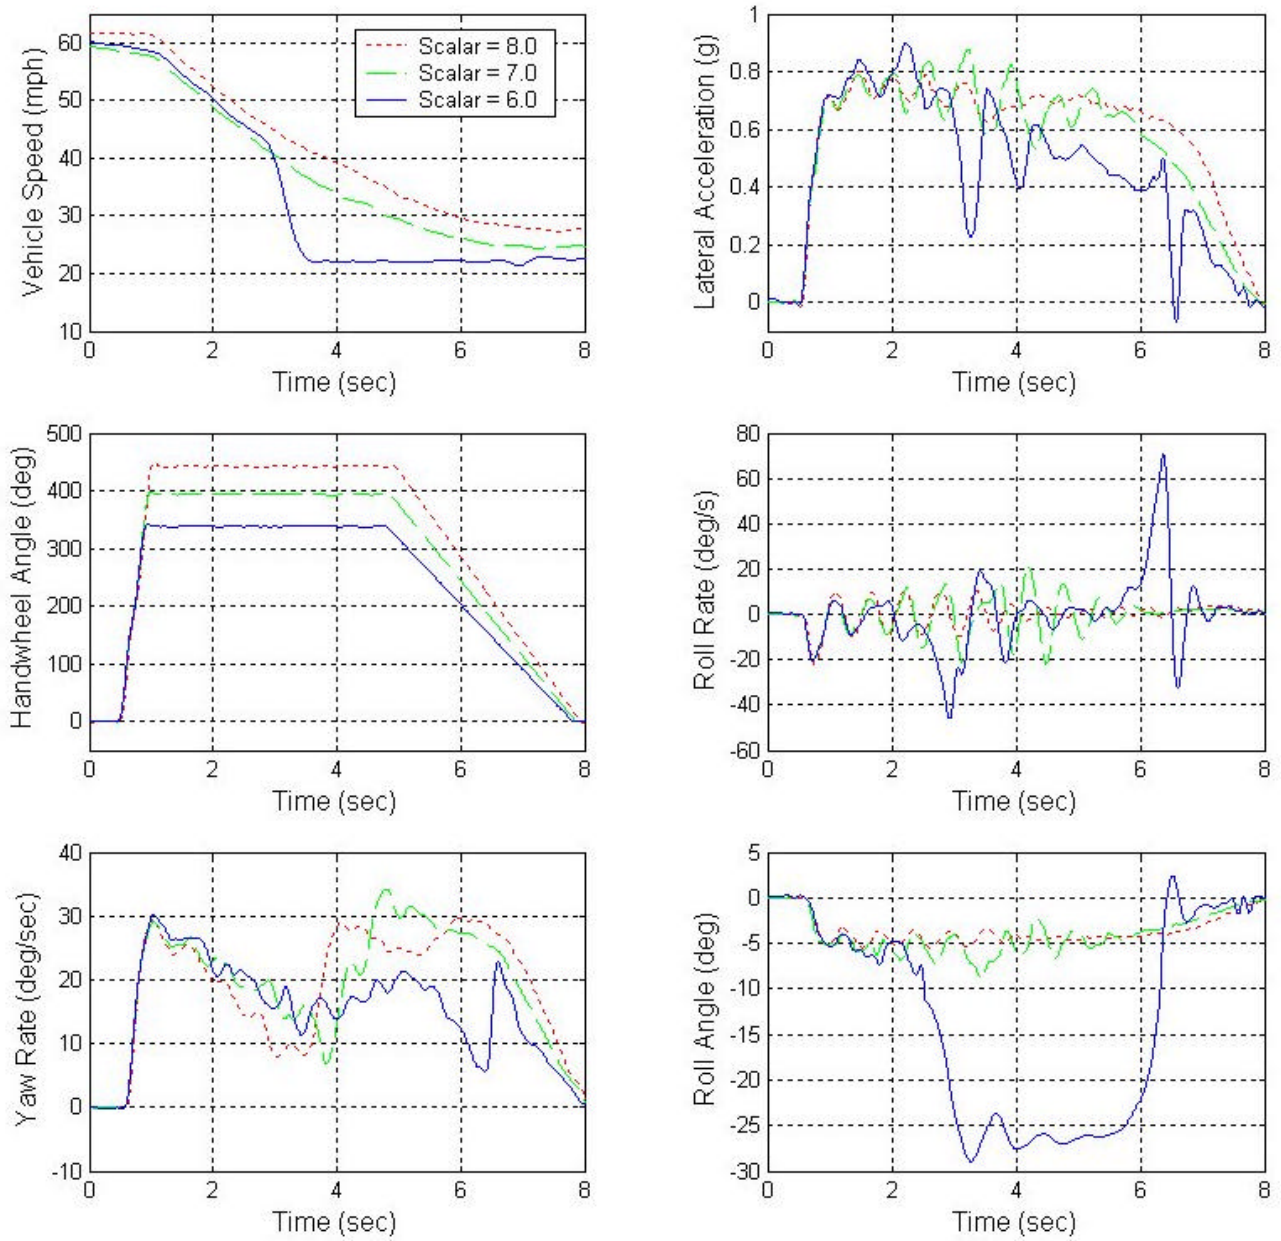 60
50
40
30
20
10
0 2 4 6 8
Vehicle Speed (mph)
Time (sec)
Scalar = 8.0
Scalar = 7.0
Scalar = 6.0
1
0.8
0.6
0.4
0.2
0
0 2 4 6 8
Lateral Acceleration (g)
Time (sec)
500
400
300
200
100
0
0 2 4 6 8
Handwheel Angle (deg)
Time (sec)
80
60
40
20
0
-20
-40
-60
0 2 4 6 8
Roll Rate (deg/s)
Time (sec)
40
30
20
10
0
-10
0 2 4 6 8
Yaw Rate (deg/sec)
Time (sec)
5
0
-5
-10
-15
-20
-25
-30
0 2 4 6 8
Roll Angle (deg)
Time (sec)